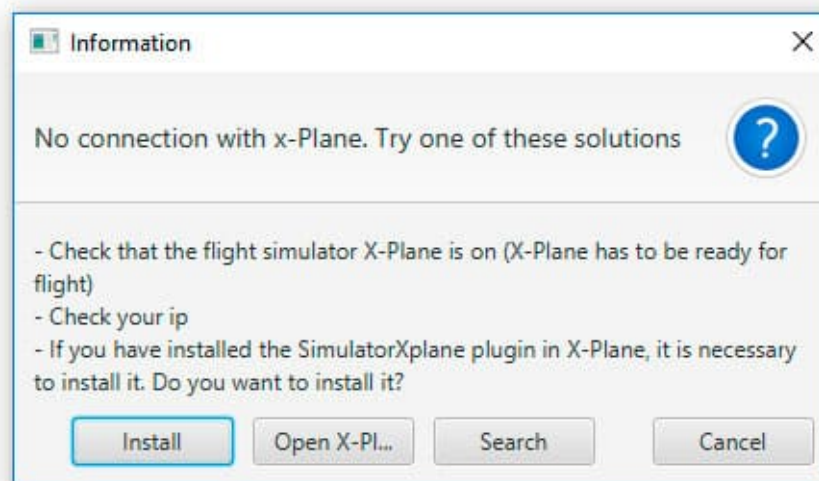 Information
No connection with x-Plane. Try one of these solutions
- Check that the flight simulator X-Plane is on (X-Plane has to be ready for
flight)
- Check your ip
- If you have installed the SimulatorXplane plugin in X-Plane, it is necessary
to install it. Do you want to install it?
Install Open X-Pl... Search Cancel